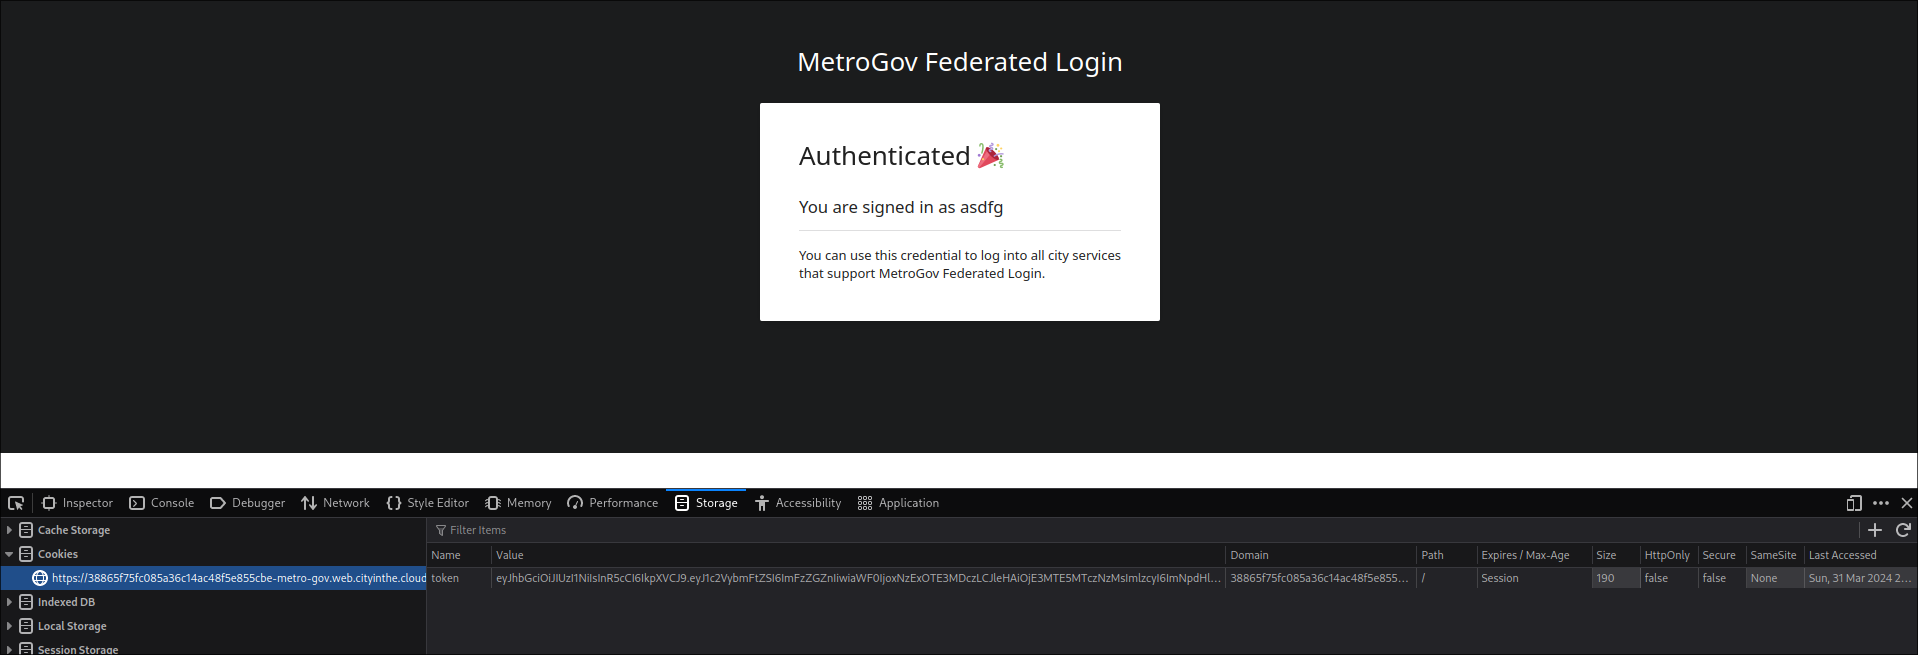 MetroGov Federated Login
Authenticated 🎉
You are signed in as asdfg
You can use this credential to log into all city services
that support MetroGov Federated Login.
Inspector Console Debugger Network Style Editor Memory Performance Storage Accessibility Application
Cache Storage
Cookies
https://38865f75fc085a36c14ac48f5e855cbe-metro-gov.web.cityinthe.cloud
Indexed DB
Local Storage
Session Storage
Filter Items
Name Value Domain Path Expires / Max-Age Size HttpOnly Secure SameSite Last Accessed
token eyJhbGciOiJIUzI1NiIsInR5cCI6IkpXVCJ9.eyJ1c2VybmFtZSI6ImFzZGZnIiwiaWF0IjoxNzExOTE3MDczLCJleHAiOjE3MTE5MTczNzMsImlzcyI6ImNpdHl... 38865f75fc085a36c14ac48f5e855... / Session 190 false false None Sun, 31 Mar 2024 2...